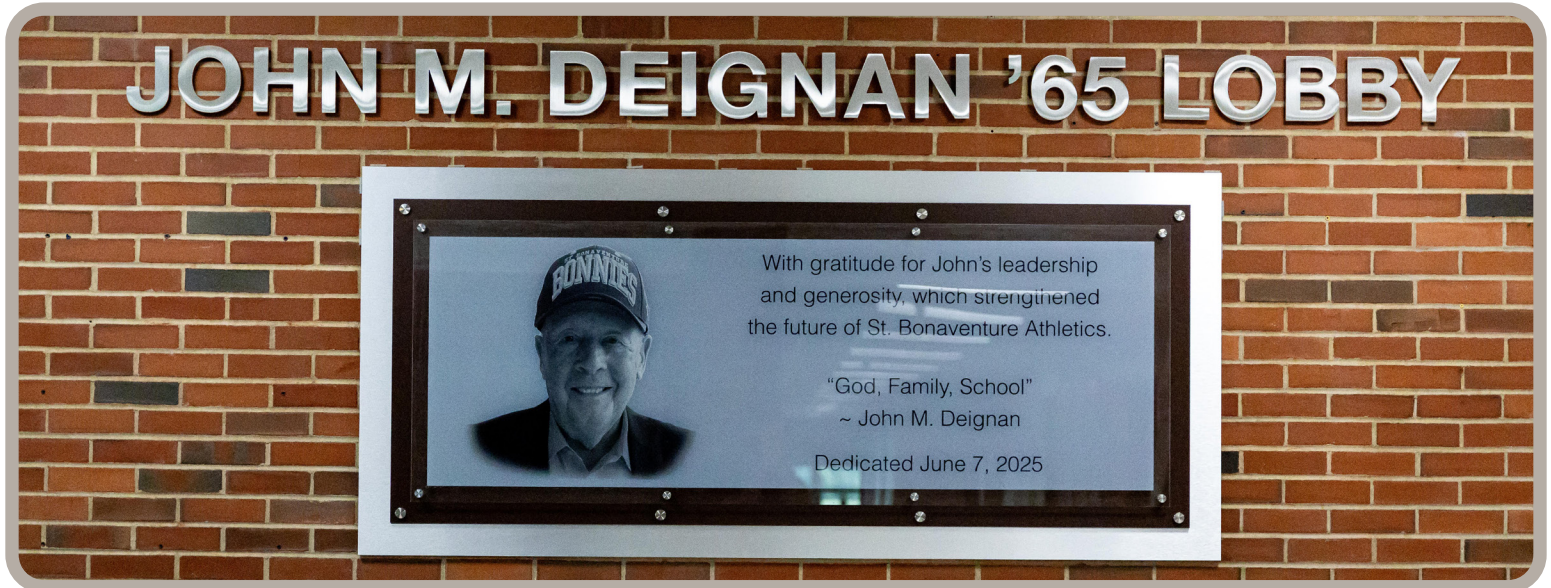 JOHN M. DEIGNAN ’65 LOBBY
BONNIES
With gratitude for John’s leadership
and generosity, which strengthened
the future of St. Bonaventure Athletics.
“God, Family, School”
~ John M. Deignan
Dedicated June 7, 2025